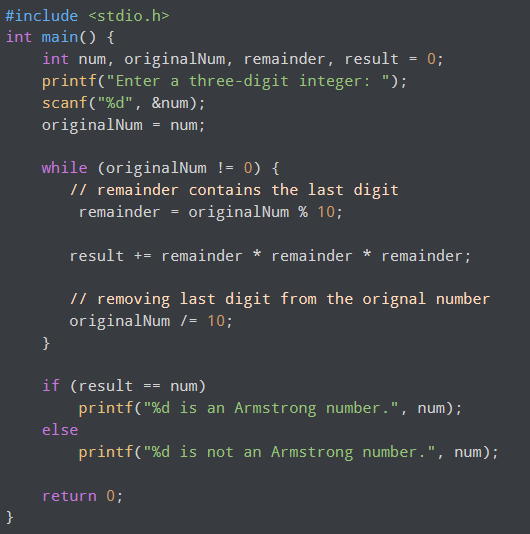 #include <stdio.h>
int main() {
    int num, originalNum, remainder, result = 0;
    printf("Enter a three-digit integer: ");
    scanf("%d", &num);
    originalNum = num;

    while (originalNum != 0) {
       // remainder contains the last digit
        remainder = originalNum % 10;

       result += remainder * remainder * remainder;

       // removing last digit from the orignal number
       originalNum /= 10;
    }

    if (result == num)
        printf("%d is an Armstrong number.", num);
    else
        printf("%d is not an Armstrong number.", num);

    return 0;
}